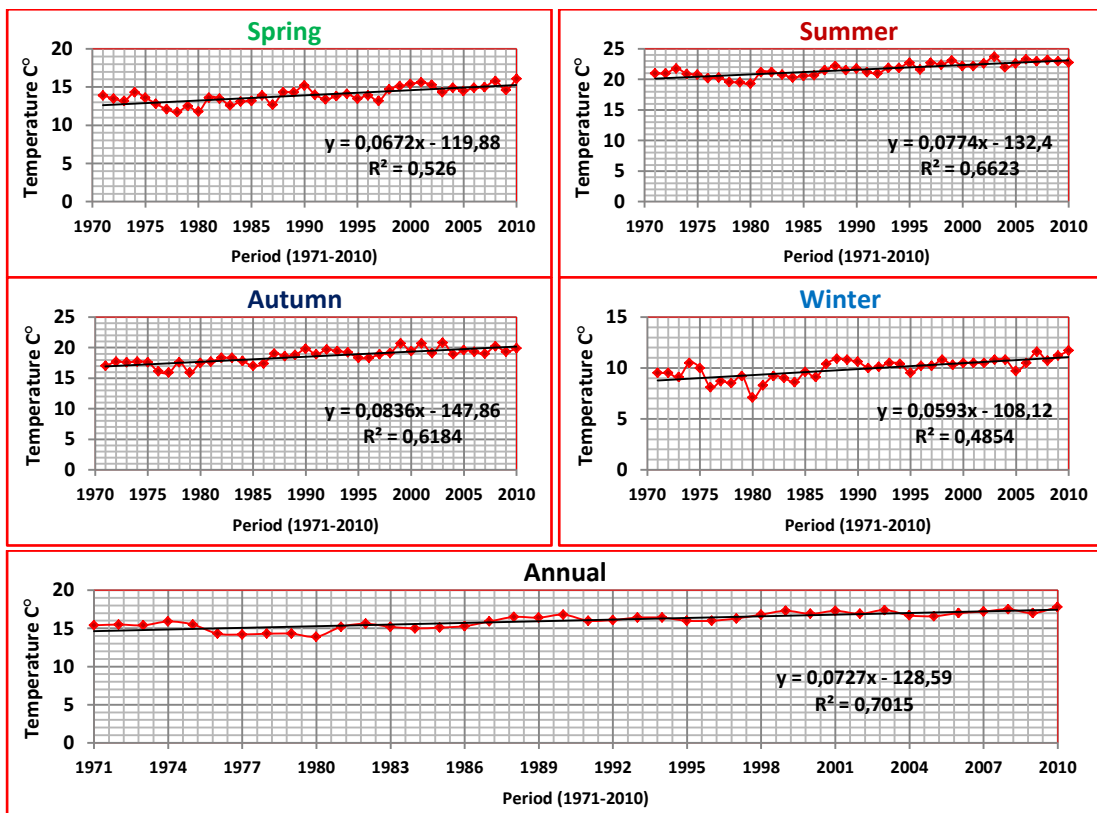 Spring
Temperature C°
20
15
10
5
0
1970 1975 1980 1985 1990 1995 2000 2005 2010
y = 0,0672x - 119,88
R² = 0,526
Period (1971-2010)
Summer
Temperature C°
25
20
15
10
5
0
1970 1975 1980 1985 1990 1995 2000 2005 2010
y = 0,0774x - 132,4
R² = 0,6623
Period (1971-2010)
Autumn
Temperature C°
25
20
15
10
5
0
1970 1975 1980 1985 1990 1995 2000 2005 2010
y = 0,0836x - 147,86
R² = 0,6184
Period (1971-2010)
Winter
Temperature C°
15
10
5
0
1970 1975 1980 1985 1990 1995 2000 2005 2010
y = 0,0593x - 108,12
R² = 0,4854
Period (1971-2010)
Annual
Temperature C°
20
15
10
5
0
1971 1974 1977 1980 1983 1986 1989 1992 1995 1998 2001 2004 2007 2010
y = 0,0727x - 128,59
R² = 0,7015
Period (1971-2010)